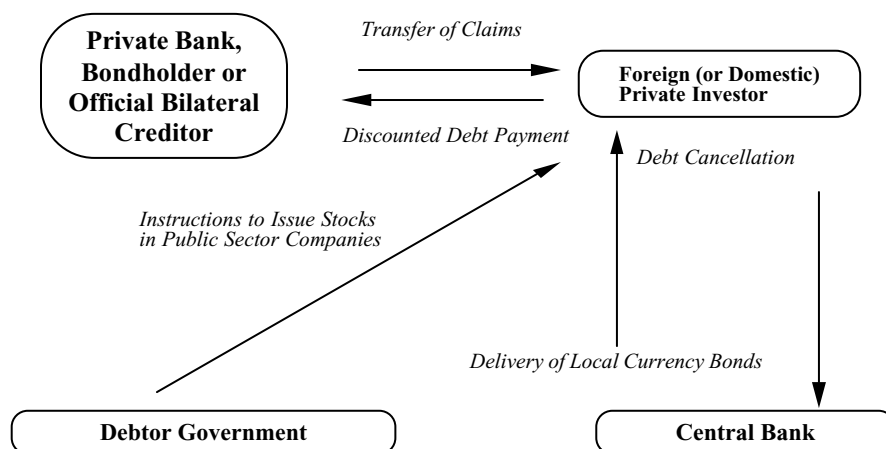 Private Bank,
Bondholder or
Official Bilateral
Creditor
Transfer of Claims
Foreign (or Domestic)
Private Investor
Discounted Debt Payment
Debt Cancellation
Instructions to Issue Stocks
in Public Sector Companies
Delivery of Local Currency Bonds
Debtor Government
Central Bank